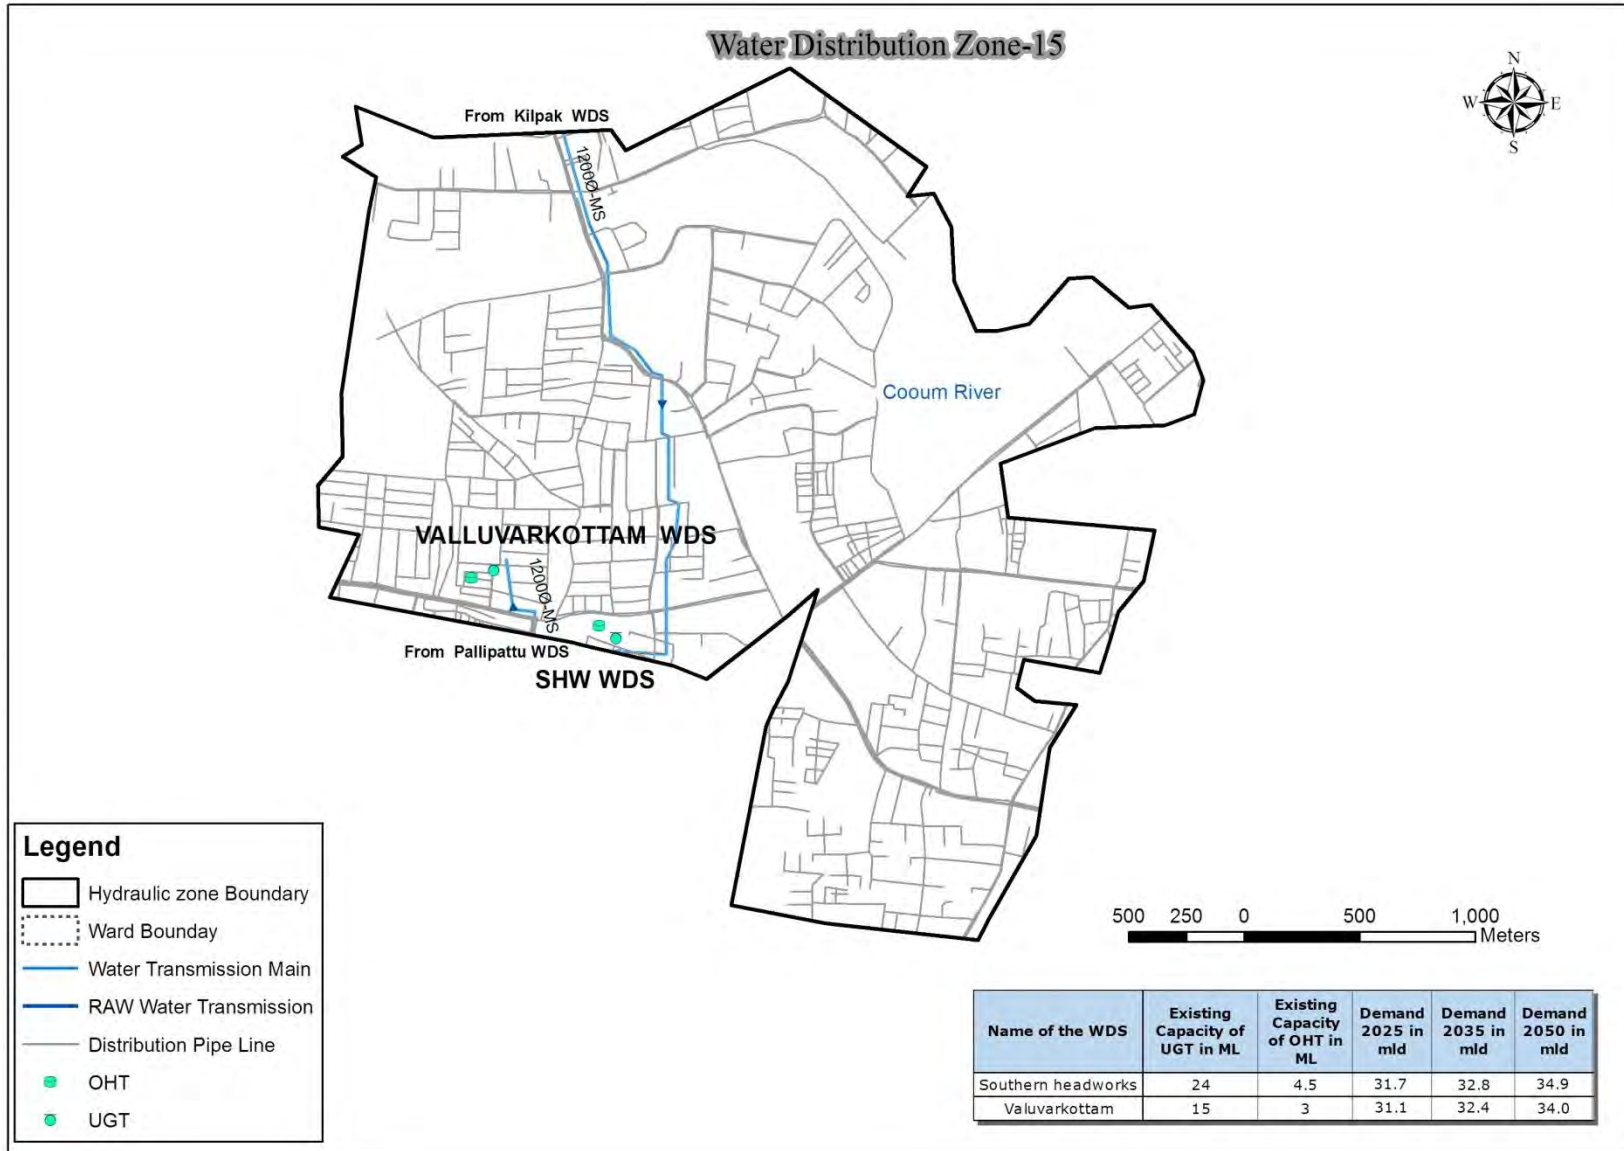 Water Distribution Zone-15
N
W E
S
From Kilpak WDS
1200Ø-MS
Cooum River
VALLUVARKOTTAM WDS
1200Ø-MS
From Pallipattu WDS
SHW WDS
Legend
Hydraulic zone Boundary
Ward Bounday
Water Transmission Main
RAW Water Transmission
Distribution Pipe Line
OHT
UGT
500 250 0 500 1,000
Meters
Name of the WDS Existing Capacity of UGT in ML Existing Capacity of OHT in ML Demand 2025 in mld Demand 2035 in mld Demand 2050 in mld
Southern headworks 24 4.5 31.7 32.8 34.9
Valuvarkottam 15 3 31.1 32.4 34.0